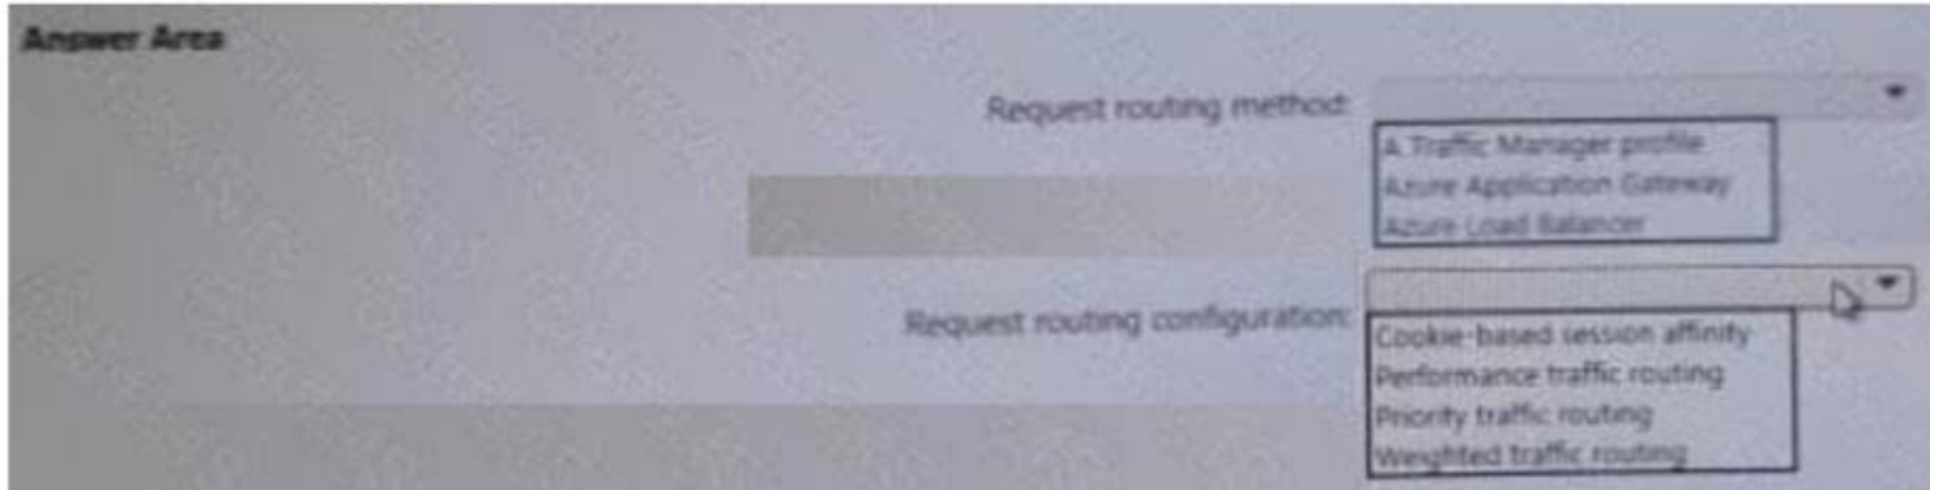 Answer Area
Request routing method:
A Traffic Manager profile
Azure Application Gateway
Azure Load Balancer
Request routing configuration:
Cookie-based session affinity
Performance traffic routing
Priority traffic routing
Weighted traffic routing